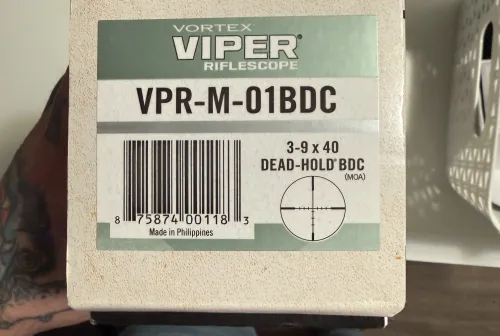 VORTEX
VIPER®
RIFLESCOPE
VPR-M-01BDC
3-9 x 40
DEAD-HOLD® BDC
(MOA)
8 75874 00118 3
Made in Philippines